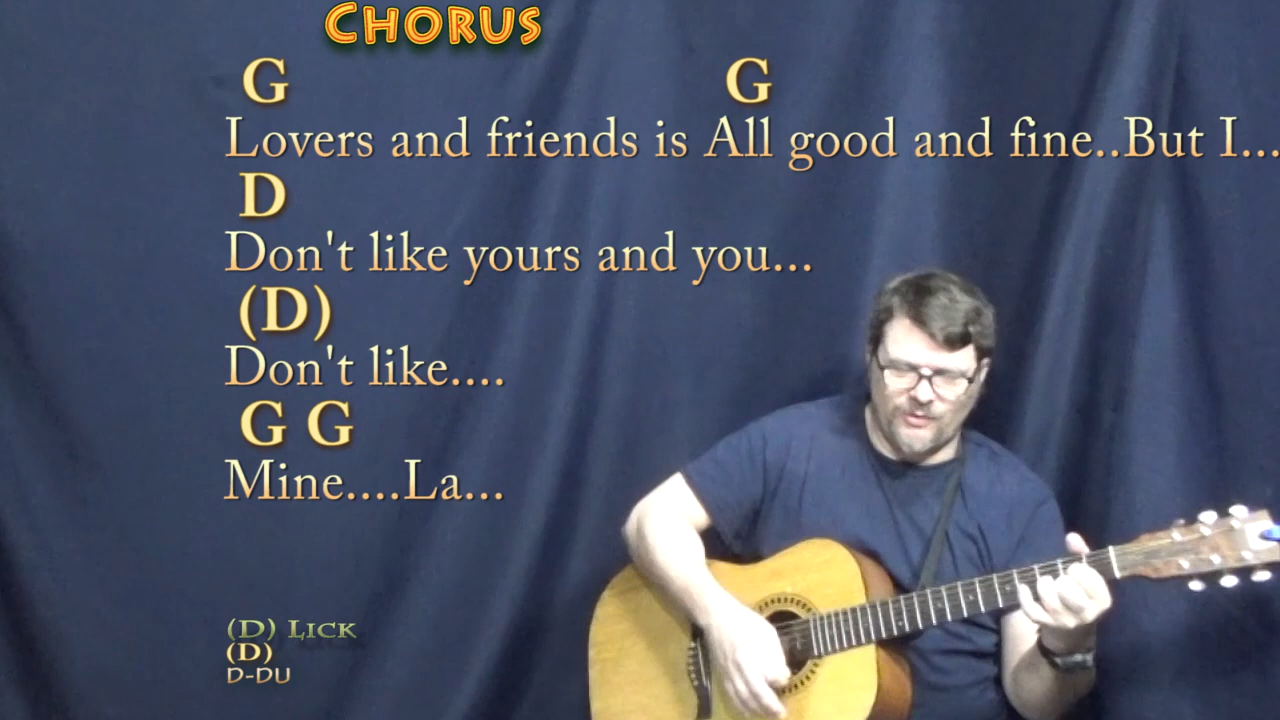 CHORUS
G G
Lovers and friends is All good and fine..But I...
D
Don't like yours and you...
(D)
Don't like....
G G
Mine....La...
(D) LICK
(D)
D-DU